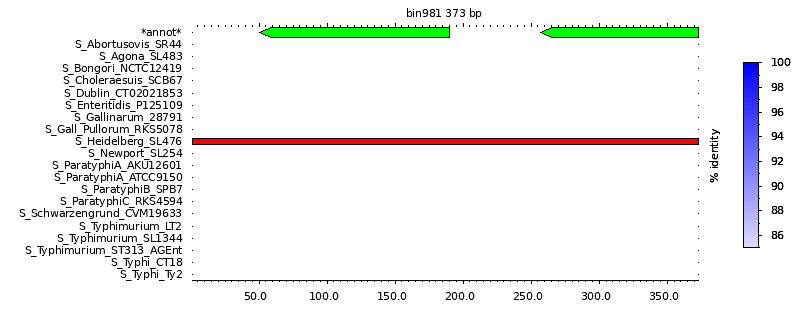 bin981 373 bp
*annot*
S_Abortusovis_SR44
S_Agona_SL483
S_Bongori_NCTC12419
S_Choleraesuis_SCB67
S_Dublin_CT02021853
S_Enteritidis_P125109
S_Gallinarum_28791
S_Gall_Pullorum_RKS5078
S_Heidelberg_SL476
S_Newport_SL254
S_ParatyphiA_AKU12601
S_ParatyphiA_ATCC9150
S_ParatyphiB_SPB7
S_ParatyphiC_RKS4594
S_Schwarzengrund_CVM19633
S_Typhimurium_LT2
S_Typhimurium_SL1344
S_Typhimurium_ST313_AGEnt
S_Typhi_CT18
S_Typhi_Ty2
50.0 100.0 150.0 200.0 250.0 300.0 350.0
% identity
100
98
96
94
92
90
88
86